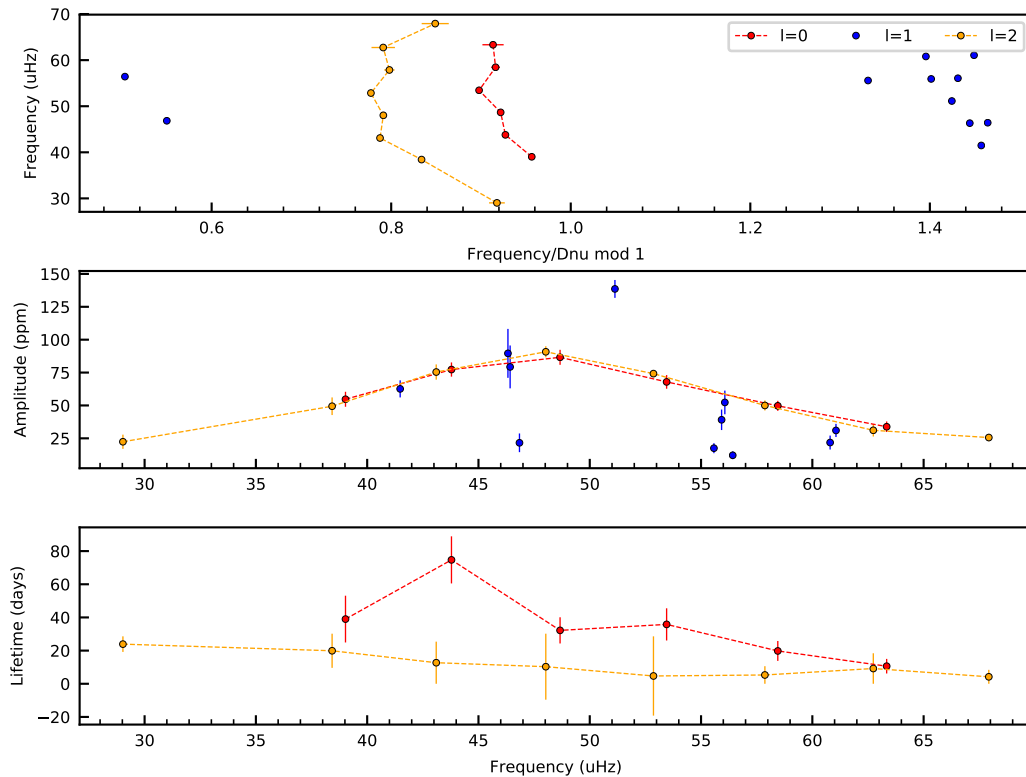 70
60
50
40
30
Frequency (uHz)
l=0 l=1 l=2
0.6 0.8 1.0 1.2 1.4
Frequency/Dnu mod 1
150
125
100
75
50
25
Amplitude (ppm)
30 35 40 45 50 55 60 65
80
60
40
20
0
−20
Lifetime (days)
30 35 40 45 50 55 60 65
Frequency (uHz)